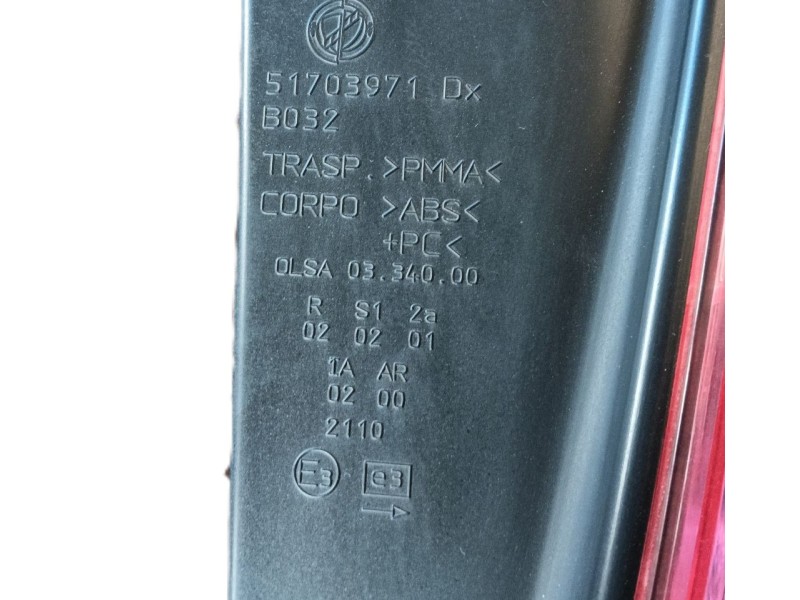 51703971 Dx
B032
TRASP. >PMMA<
CORPO >ABS<
+PC<
OLSA 03.340.00
R S1 2a
02 02 01
1A AR
02 00
2110
E3 e3